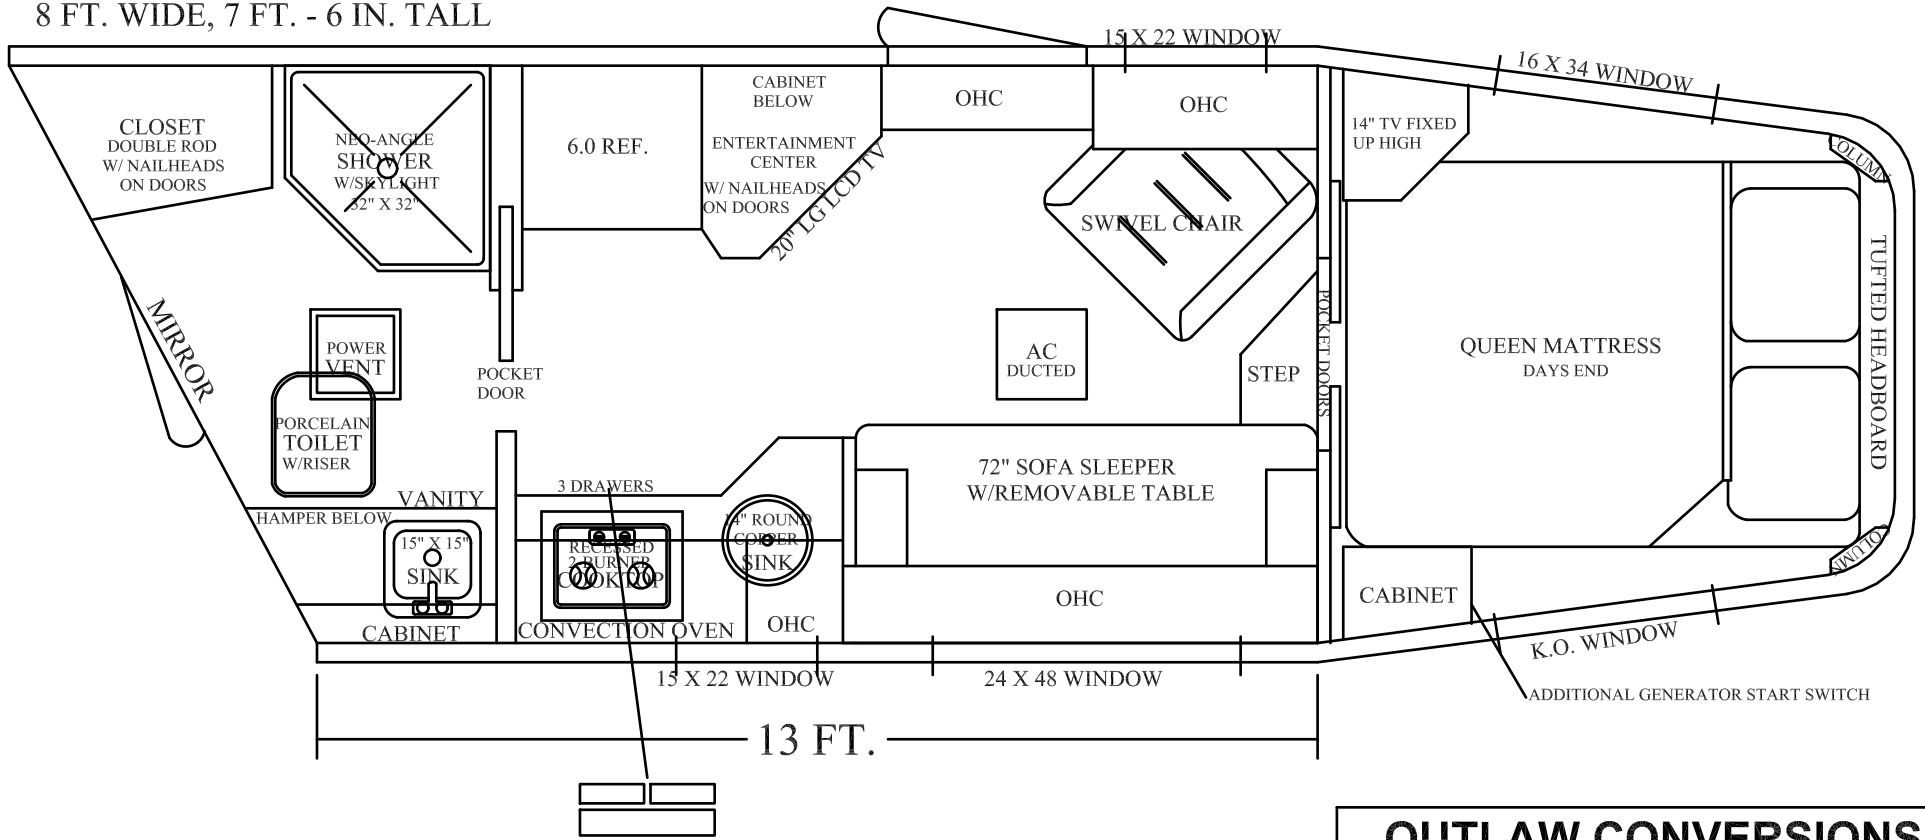 8 FT. WIDE, 7 FT. - 6 IN. TALL
15 X 22 WINDOW
16 X 34 WINDOW
CLOSET
DOUBLE ROD
W/ NAILHEADS
ON DOORS
NEO-ANGLE
SHOWER
W/SKYLIGHT
32" X 32"
6.0 REF.
CABINET
BELOW
ENTERTAINMENT
CENTER
W/ NAILHEADS
ON DOORS
20" LG LCD TV
OHC
OHC
14" TV FIXED
UP HIGH
COLUMN
SWIVEL CHAIR
MIRROR
POWER
VENT
POCKET
DOOR
AC
DUCTED
STEP
POCKET DOORS
QUEEN MATTRESS
DAYS END
TUFTED HEADBOARD
PORCELAIN
TOILET
W/RISER
72" SOFA SLEEPER
W/REMOVABLE TABLE
VANITY
HAMPER BELOW
3 DRAWERS
15" X 15"
SINK
RECESSED
2 BURNER
COOKTOP
14" ROUND
COPPER
SINK
COLUMN
CABINET
CONVECTION OVEN
OHC
OHC
CABINET
K.O. WINDOW
15 X 22 WINDOW
24 X 48 WINDOW
ADDITIONAL GENERATOR START SWITCH
13 FT.
OUTLAW CONVERSIONS